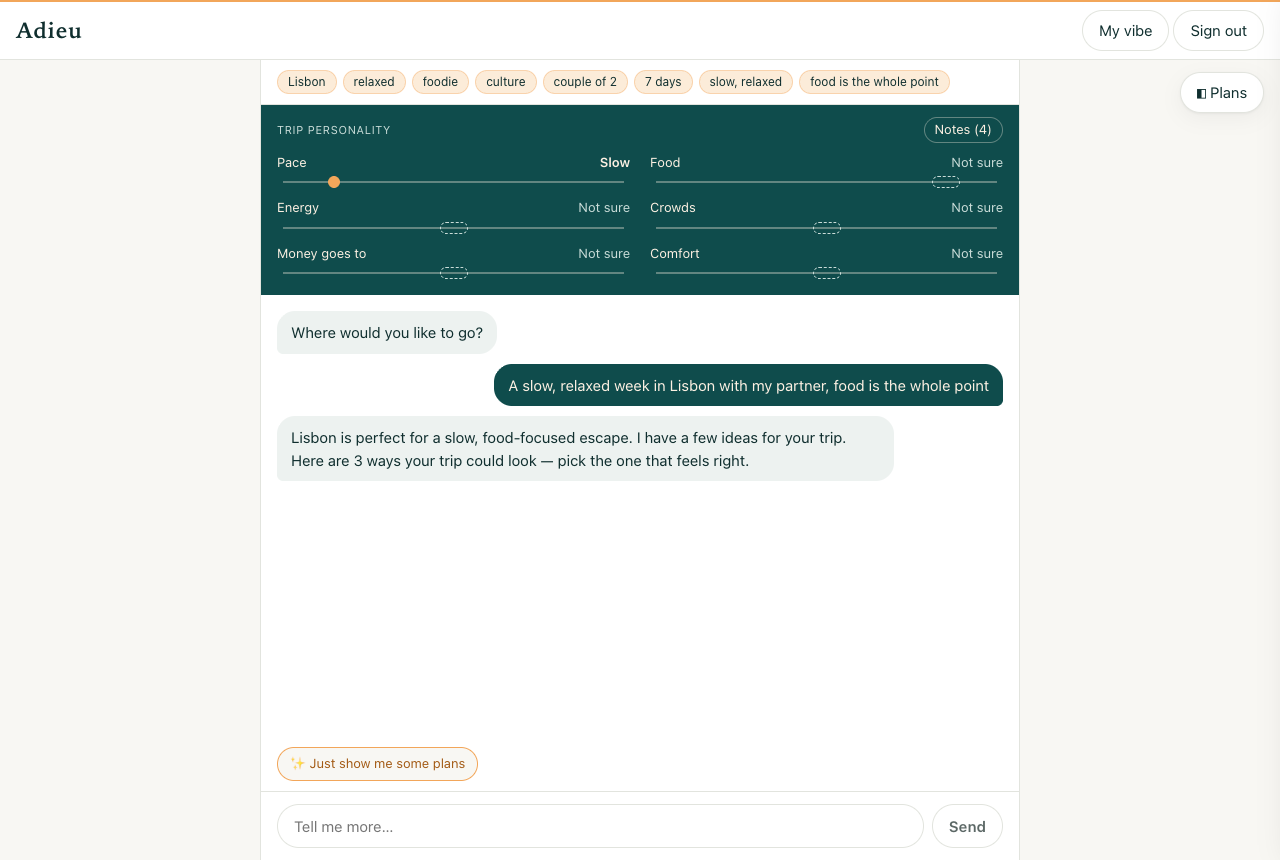 Adieu
My vibe
Sign out
Lisbon
relaxed
foodie
culture
couple of 2
7 days
slow, relaxed
food is the whole point
Plans
TRIP PERSONALITY
Notes (4)
Pace
Slow
Food
Not sure
Energy
Not sure
Crowds
Not sure
Money goes to
Not sure
Comfort
Not sure
Where would you like to go?
A slow, relaxed week in Lisbon with my partner, food is the whole point
Lisbon is perfect for a slow, food-focused escape. I have a few ideas for your trip.
Here are 3 ways your trip could look — pick the one that feels right.
✨ Just show me some plans
Tell me more...
Send